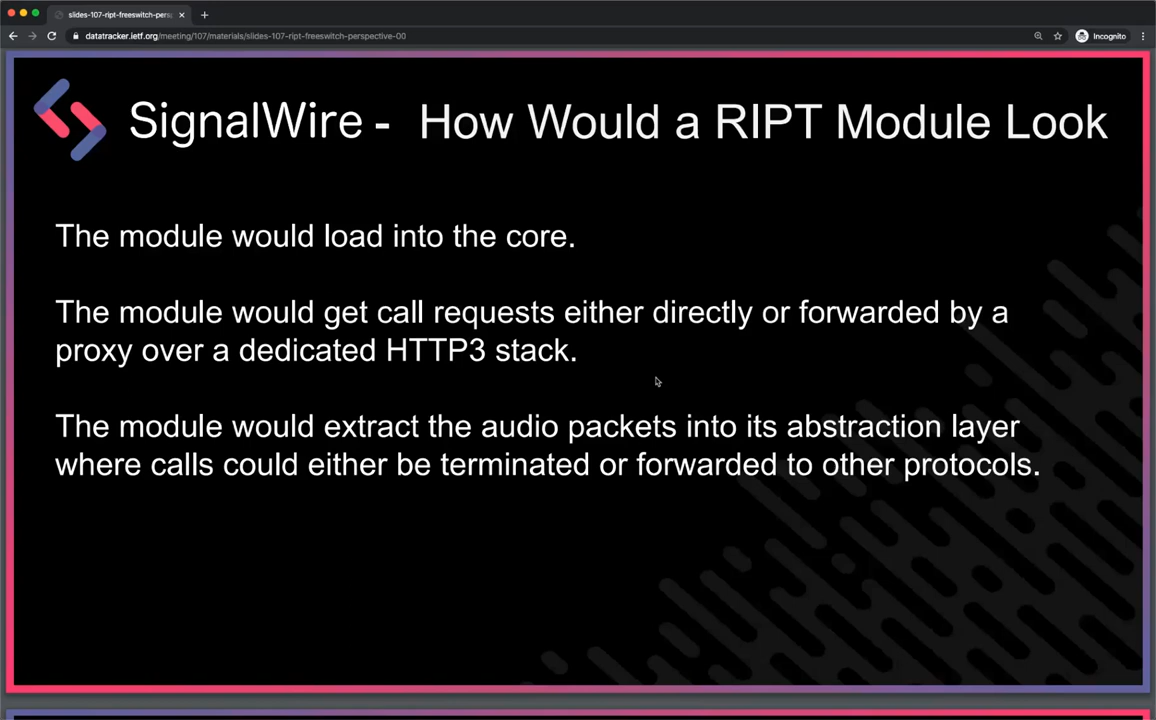 slides-107-ript-freeswitch-persp
datatracker.ietf.org/meeting/107/materials/slides-107-ript-freeswitch-perspective-00
Incognito
SignalWire - How Would a RIPT Module Look
The module would load into the core.
The module would get call requests either directly or forwarded by a
proxy over a dedicated HTTP3 stack.
The module would extract the audio packets into its abstraction layer
where calls could either be terminated or forwarded to other protocols.